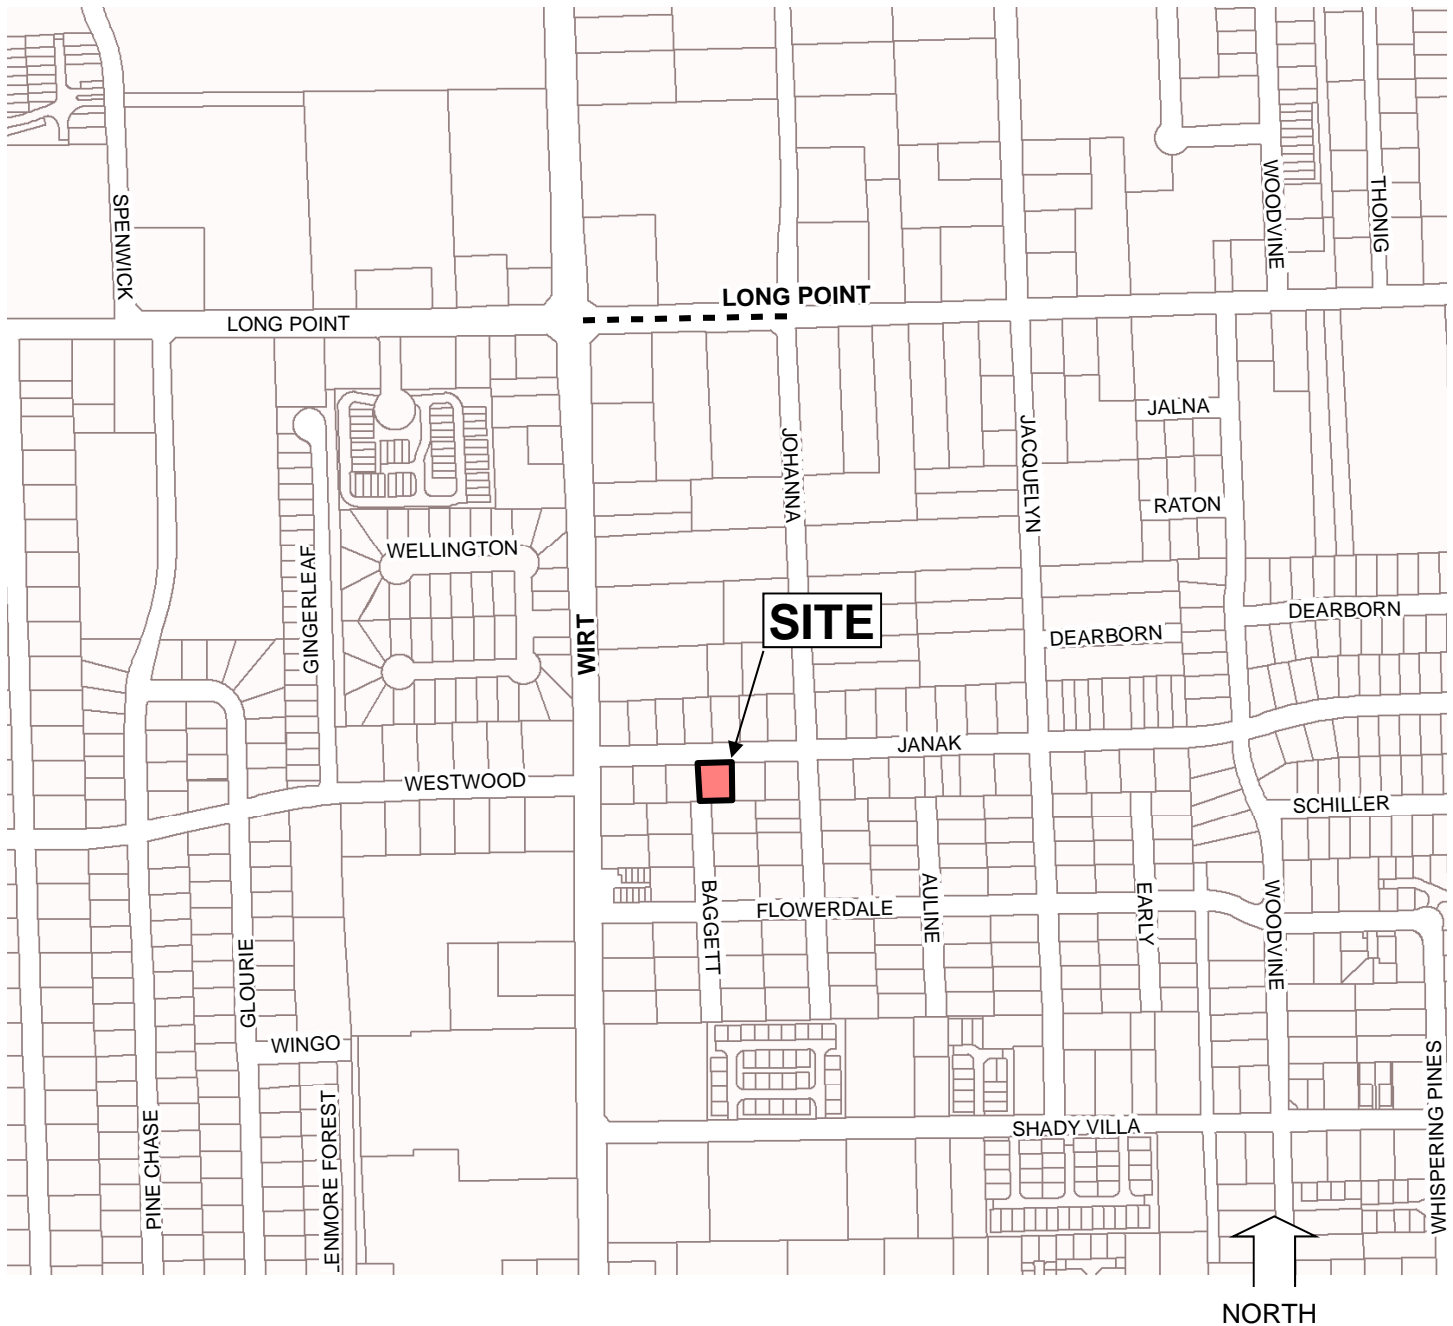 SPENWICK
WOODVINE
THONIG
LONG POINT
LONG POINT
JALNA
JOHANNA
JACQUELYN
RATON
WELLINGTON
GINGERLEAF
DEARBORN
SITE
DEARBORN
WIRT
JANAK
WESTWOOD
SCHILLER
BAGGETT
AULINE
EARLY
WOODVINE
FLOWERDALE
GLOURIE
WINGO
WHISPERING PINES
PINE CHASE
ENMORE FOREST
SHADY VILLA
NORTH